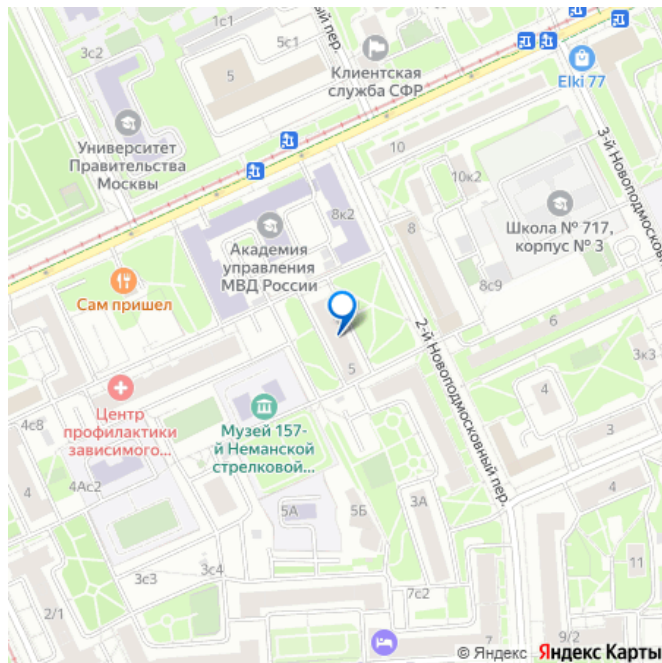 1с1
3с2
5с1
ый пер.
5
Клиентская
служба СФР
Elki 77
Университет
Правительства
Москвы
10
10к2
3-й Новоподмосковный
Школа № 717,
корпус № 3
8к2
8
Академия
управления
МВД России
8с9
Сам пришел
2-й Новоподмосковный пер.
6
3к3
5
4
4с8
Центр
профилактики
зависимого...
Музей 157-
й Неманской
стрелковой...
3
4
4Ас2
5А
5Б
3А
4
3с3
3с4
11
2/1
7с2
7
9/2
© Яндекс Яндекс Карты